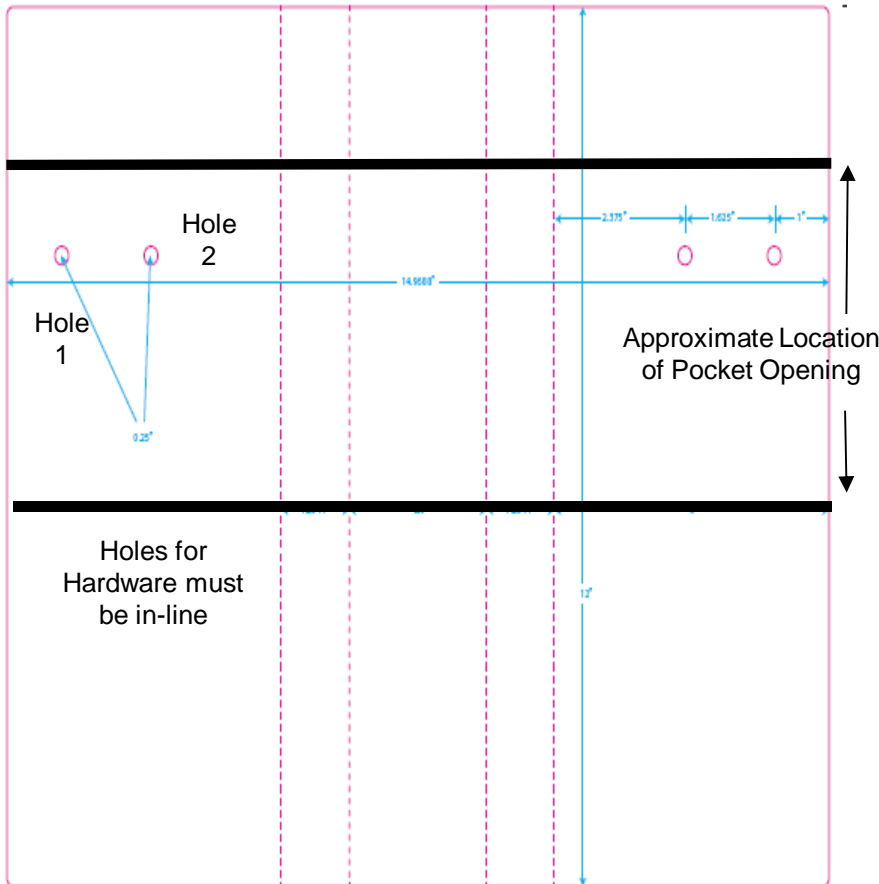 Hole
2
2.375" 1.625" 1"
14.9688"
Hole
1
Approximate Location
of Pocket Opening
0.25"
Holes for
Hardware must
be in-line
12"